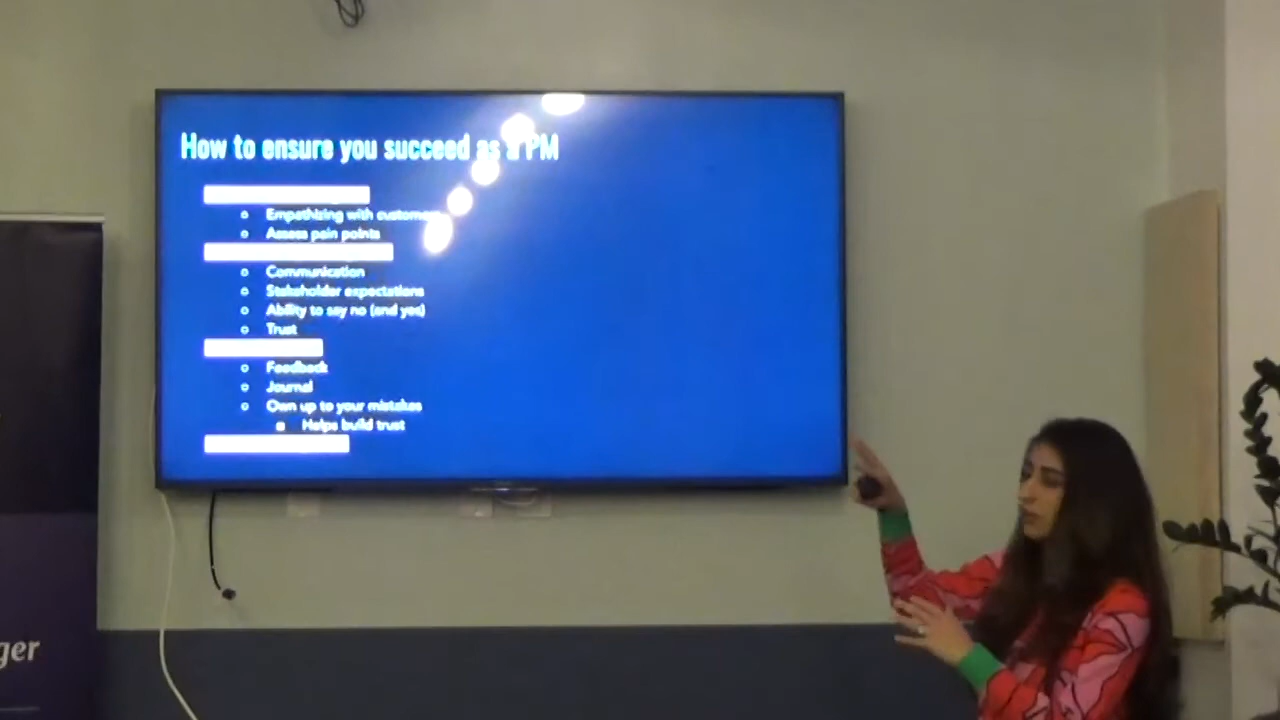 How to ensure you succeed as a PM
Empathizing with customers
Assess pain points
Communication
Stakeholder expectations
Ability to say no (and yes)
Trust
Feedback
Journal
Own up to your mistakes
Helps build trust
ger